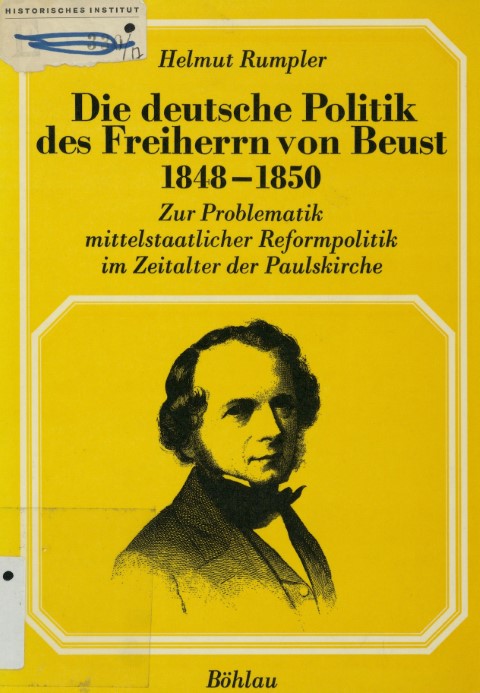 HISTORISCHES INSTITUT
Helmut Rumpler
Die deutsche Politik
des Freiherrn von Beust
1848–1850
Zur Problematik
mittelstaatlicher Reformpolitik
im Zeitalter der Paulskirche
Böhlau